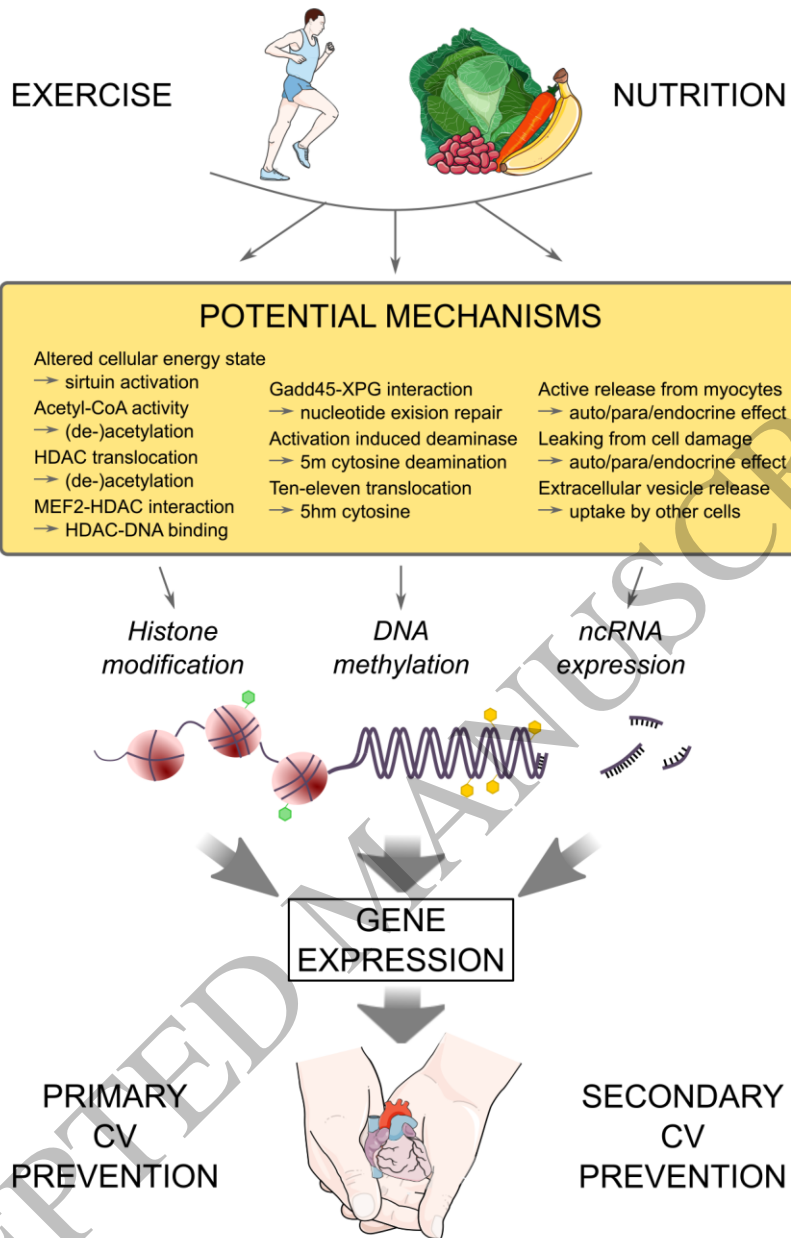 EXERCISE
NUTRITION
POTENTIAL MECHANISMS
Altered cellular energy state
→ sirtuin activation
Acetyl-CoA activity
→ (de-)acetylation
HDAC translocation
→ (de-)acetylation
MEF2-HDAC interaction
→ HDAC-DNA binding
Gadd45-XPG interaction
→ nucleotide exision repair
Activation induced deaminase
→ 5m cytosine deamination
Ten-eleven translocation
→ 5hm cytosine
Active release from myocytes
→ auto/para/endocrine effect
Leaking from cell damage
→ auto/para/endocrine effect
Extracellular vesicle release
→ uptake by other cells
Histone
modification
DNA
methylation
ncRNA
expression
GENE
EXPRESSION
PRIMARY
CV
PREVENTION
SECONDARY
CV
PREVENTION
EPTED MANUSCR